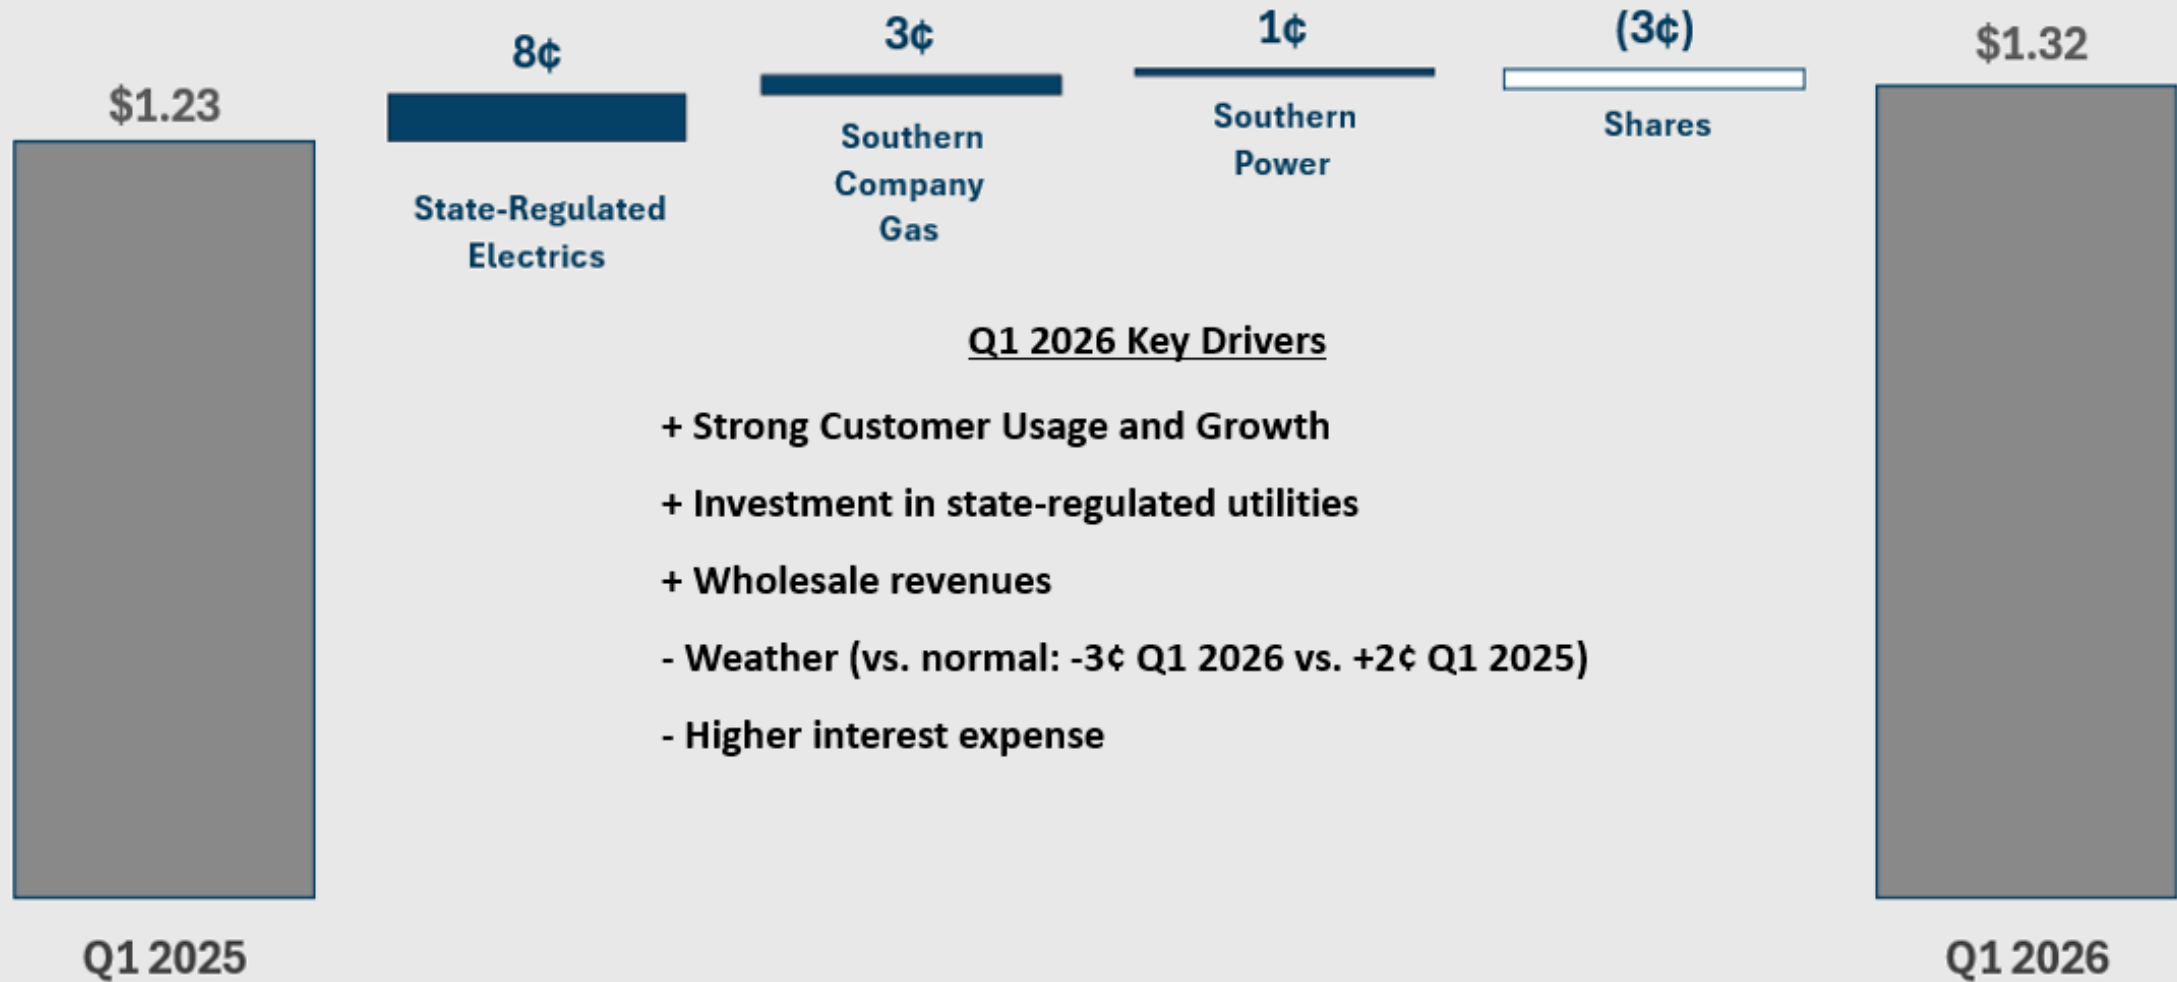 $1.23
8¢
State-Regulated
Electrics
3¢
Southern
Company
Gas
1¢
Southern
Power
(3¢)
Shares
$1.32
Q1 2026 Key Drivers
+ Strong Customer Usage and Growth
+ Investment in state-regulated utilities
+ Wholesale revenues
- Weather (vs. normal: -3¢ Q1 2026 vs. +2¢ Q1 2025)
- Higher interest expense
Q1 2025
Q1 2026